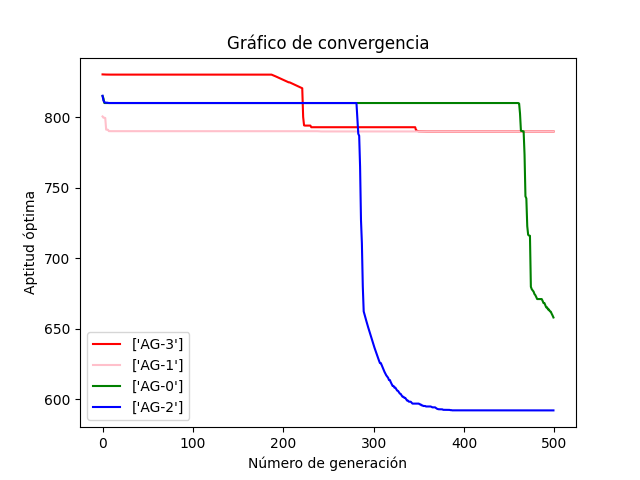 Gráfico de convergencia
Aptitud óptima
800
750
700
650
600
['AG-3']
['AG-1']
['AG-0']
['AG-2']
0 100 200 300 400 500
Número de generación